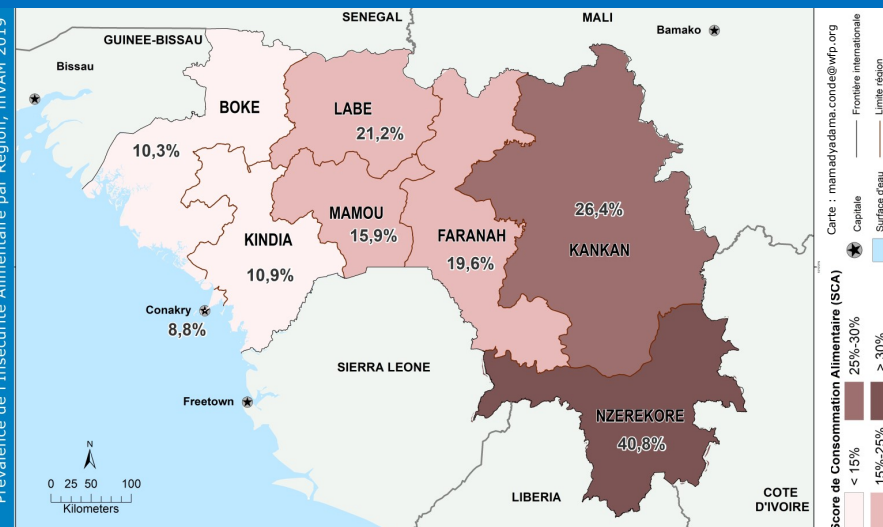 Prévalence de l'Insécurité Alimentaire par Région, mVAM 2019
SENEGAL
MALI
GUINEE-BISSAU
Bamako
Bissau
BOKE
LABE
10,3%
21,2%
MAMOU
15,9%
KINDIA
10,9%
FARANAH
19,6%
26,4%
KANKAN
Conakry
8,8%
SIERRA LEONE
Freetown
NZEREKORE
40,8%
N
0 25 50 100
Kilometers
LIBERIA
COTE
D'IVOIRE
Carte : mamadyadama.conde@wfp.org
Capitale
Frontière internationale
Surface d'eau
Limite région
Score de Consommation Alimentaire (SCA)
< 15%
25%-30%
15%-25%
> 30%